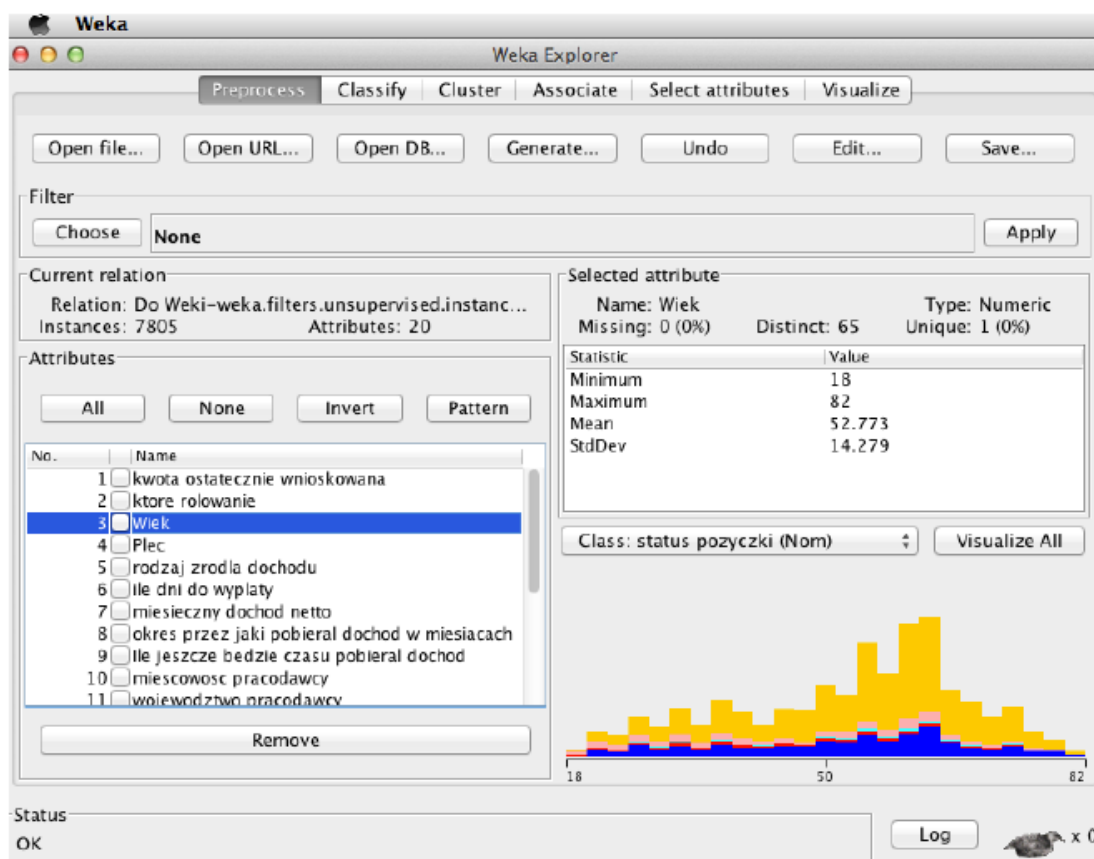 Weka
Weka Explorer
Preprocess Classify Cluster Associate Select attributes Visualize
Open file... Open URL... Open DB... Generate... Undo Edit... Save...
Filter
Choose None Apply
Current relation
Relation: Do Weki-weka.filters.unsupervised.instanc...
Instances: 7805 Attributes: 20
Attributes
All None Invert Pattern
No. Name
1 kwota ostatecznie wnioskowana
2 ktore rolowanie
3 Wiek
4 Plec
5 rodzaj zrodla dochodu
6 ile dni do wyplaty
7 miesieczny dochod netto
8 okres przez jaki pobieral dochod w miesiacach
9 Ile jeszcze bedzie czasu pobieral dochod
10 miescowosc pracodawcy
11 wojewodztwo pracodawcy
Remove
Selected attribute
Name: Wiek Type: Numeric
Missing: 0 (0%) Distinct: 65 Unique: 1 (0%)
Statistic Value
Minimum 18
Maximum 82
Mean 52.773
StdDev 14.279
Class: status pozyczki (Nom) Visualize All
18 50 82
Status
OK
Log x 0